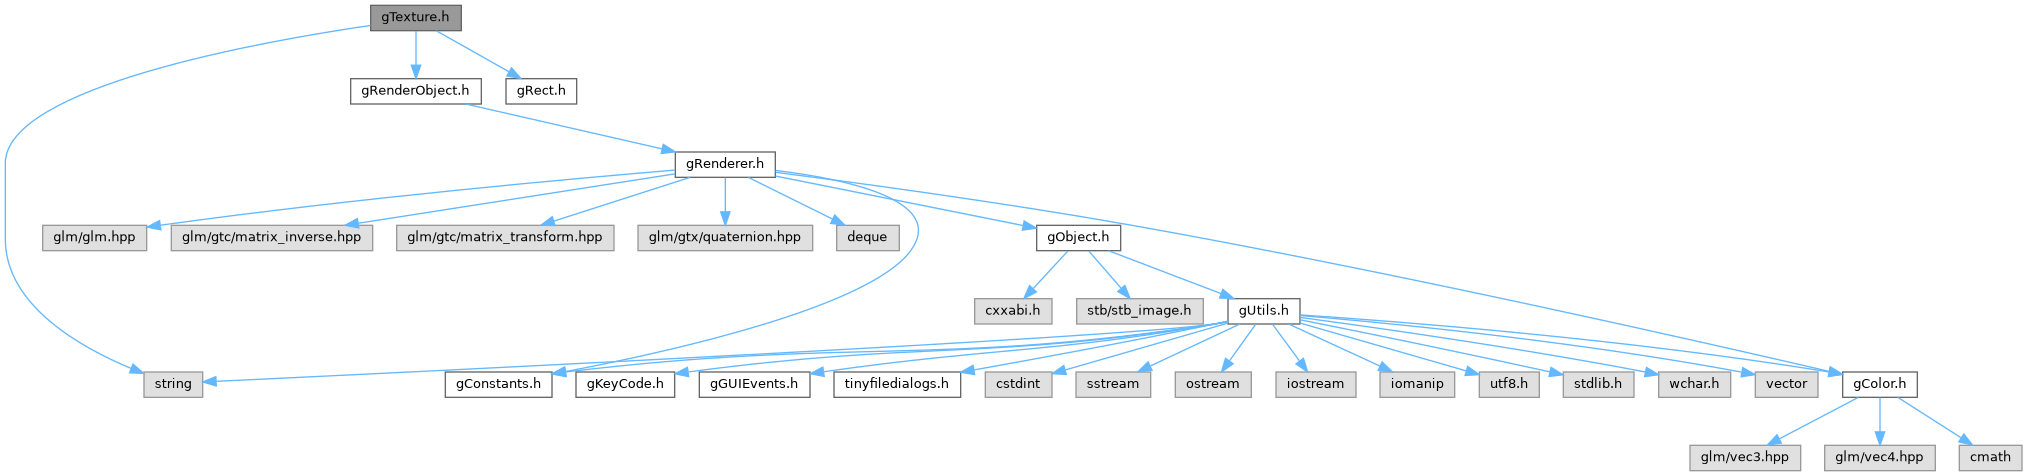 gTexture.h
gRenderObject.h
gRect.h
gRenderer.h
glm/glm.hpp
glm/gtc/matrix_inverse.hpp
glm/gtc/matrix_transform.hpp
glm/gtx/quaternion.hpp
deque
gObject.h
cxxabi.h
stb/stb_image.h
gUtils.h
string
gConstants.h
gKeyCode.h
gGUIEvents.h
tinyfiledialogs.h
cstdint
sstream
ostream
iostream
iomanip
utf8.h
stdlib.h
wchar.h
vector
gColor.h
glm/vec3.hpp
glm/vec4.hpp
cmath